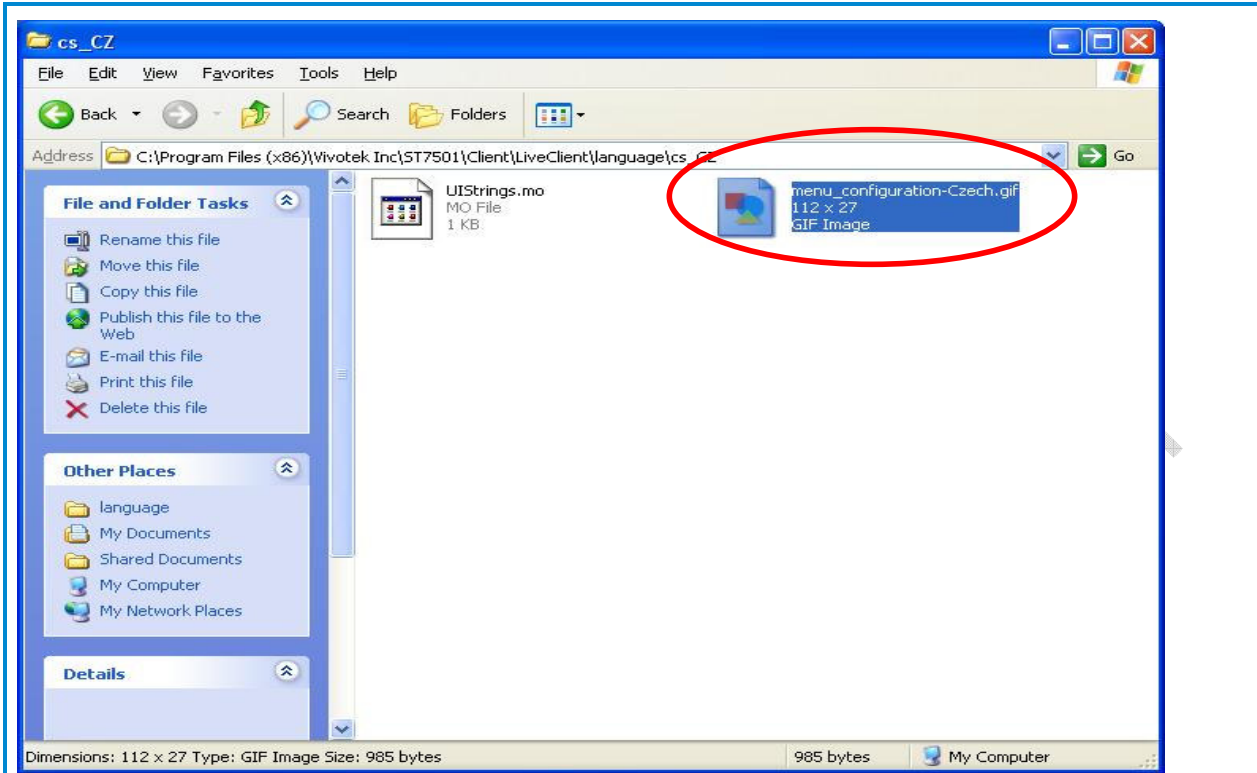 cs_CZ
File Edit View Favorites Tools Help
Back Search Folders
Address C:\Program Files (x86)\Vivotek Inc\ST7501\Client\LiveClient\language\cs_CZ Go
File and Folder Tasks
Rename this file
Move this file
Copy this file
Publish this file to the
Web
E-mail this file
Print this file
Delete this file
Other Places
language
My Documents
Shared Documents
My Computer
My Network Places
Details
UIStrings.mo
MO File
1 KB
menu_configuration-Czech.gif
112 x 27
GIF Image
Dimensions: 112 x 27 Type: GIF Image Size: 985 bytes 985 bytes My Computer